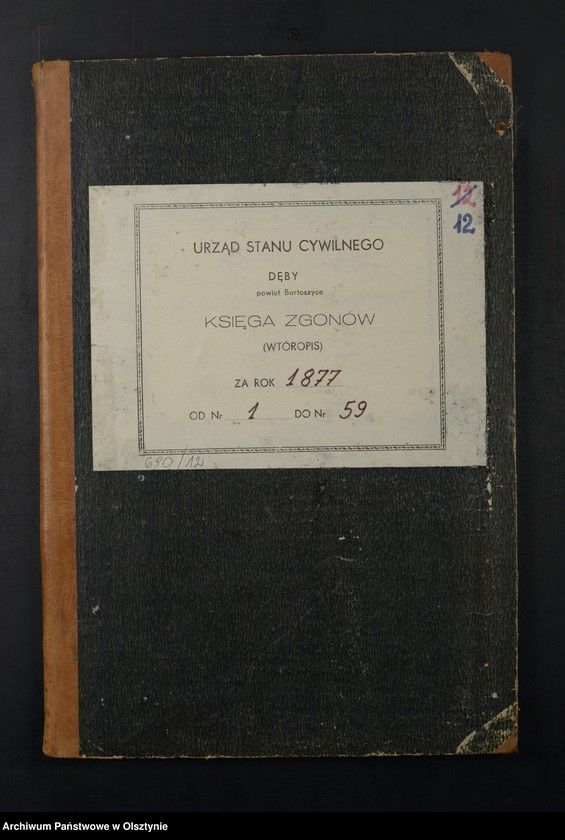 12
12
URZĄD STANU CYWILNEGO
DĘBY
powiat Bartoszyce
KSIĘGA ZGONÓW
(WTÓROPIS)
ZA ROK 1877
OD Nr 1 DO Nr 59
690/12
Archiwum Państwowe w Olsztynie